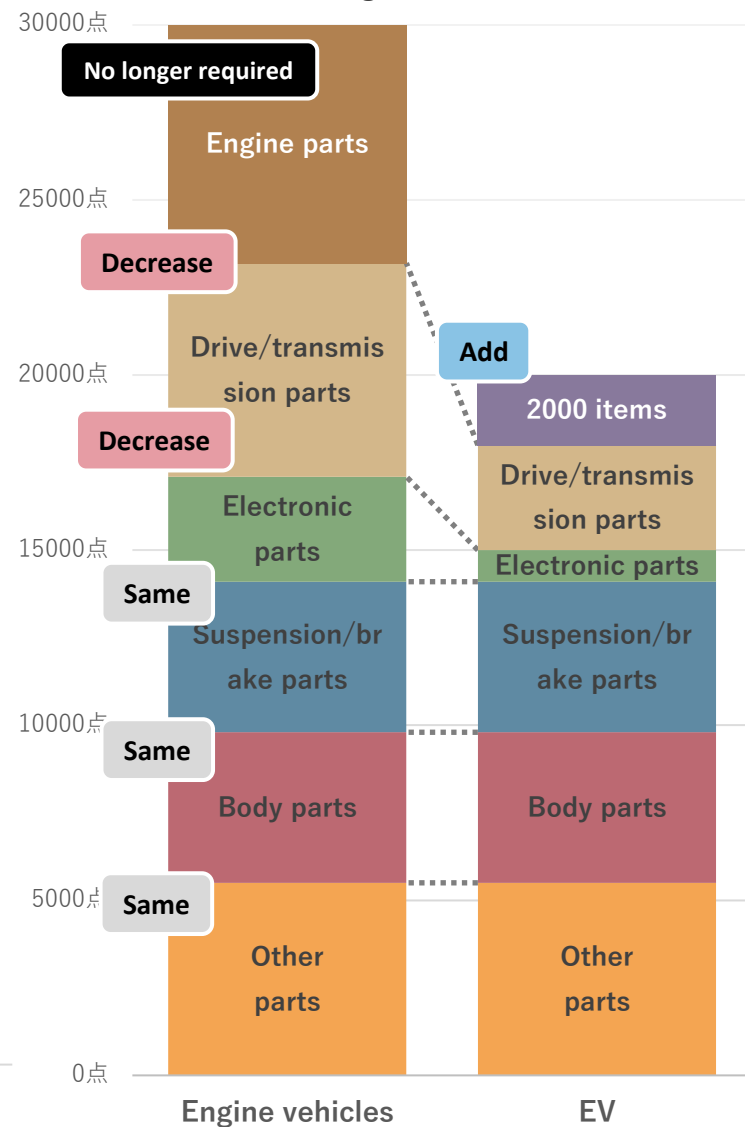 30000点
No longer required
Engine parts
25000点
Decrease
Drive/transmis
sion parts
Add
20000点
2000 items
Decrease
Drive/transmis
sion parts
Electronic
parts
15000点
Electronic parts
Same
Suspension/br
ake parts
Suspension/br
ake parts
10000点
Same
Body parts
Body parts
5000点
Same
Other
parts
Other
parts
0点
Engine vehicles
EV